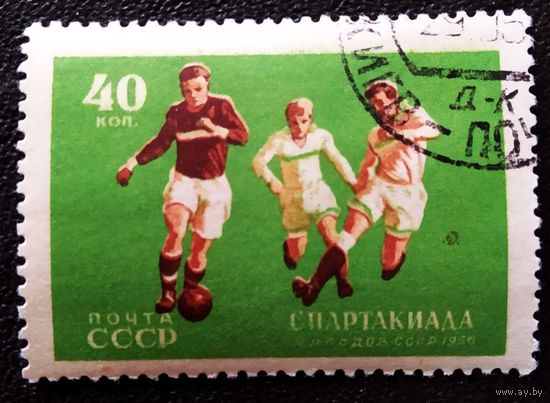 40
КОП.
ПОЧТА
СССР
СПАРТАКИАДА
НАРОДОВ СССР 1956
Д-К
www.ay.by